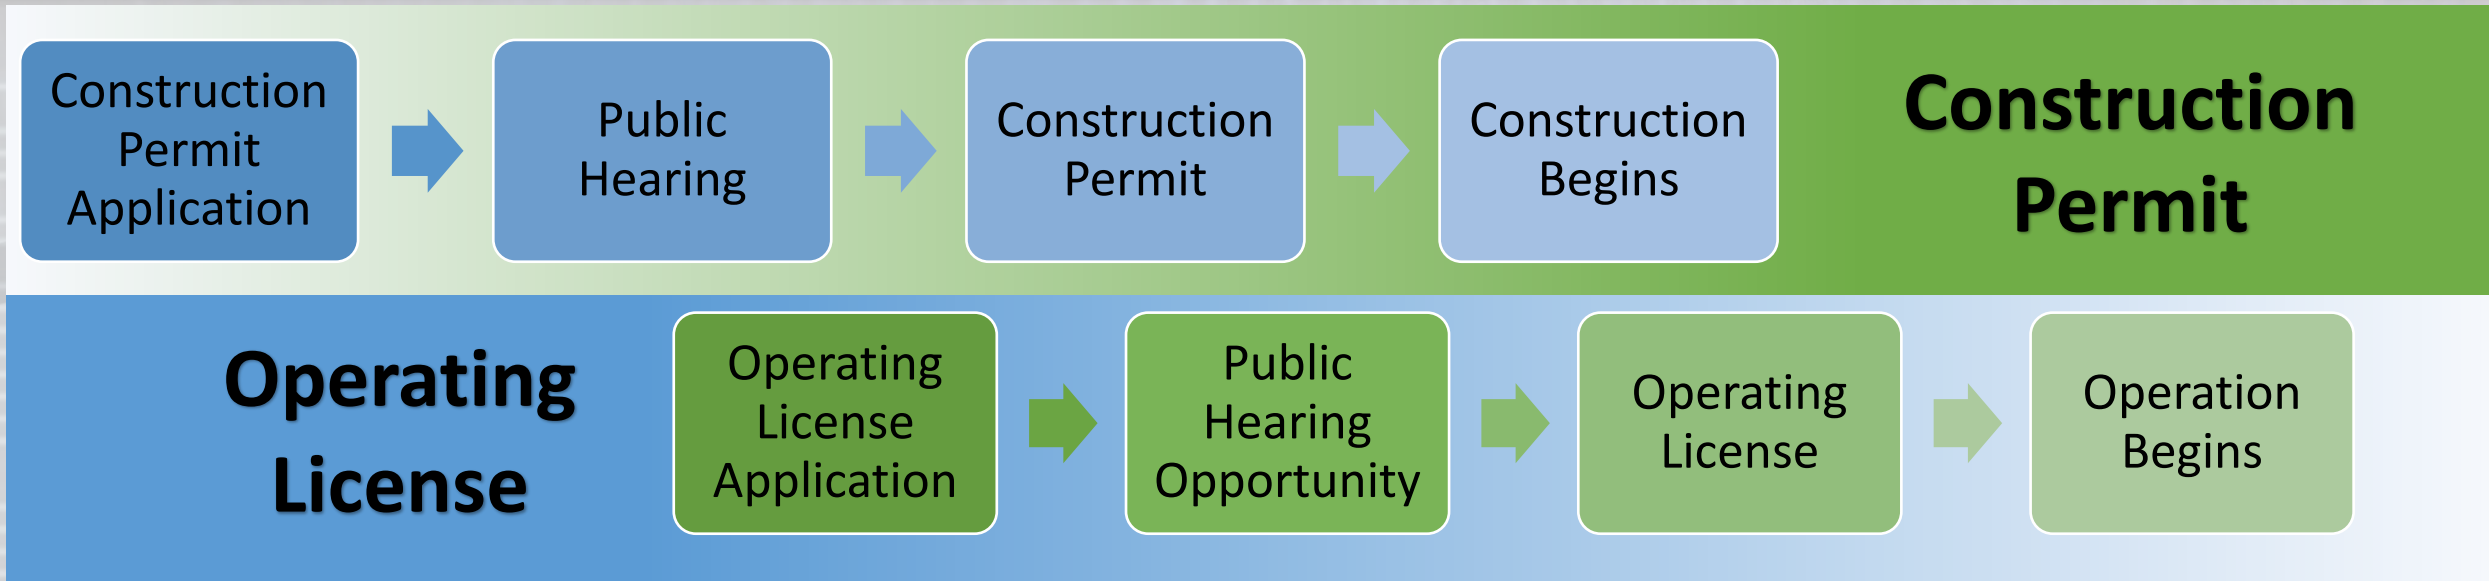 Construction
Permit
Application
Public
Hearing
Construction
Permit
Construction
Begins
Construction
Permit
Operating
License
Operating
License
Application
Public
Hearing
Opportunity
Operating
License
Operation
Begins